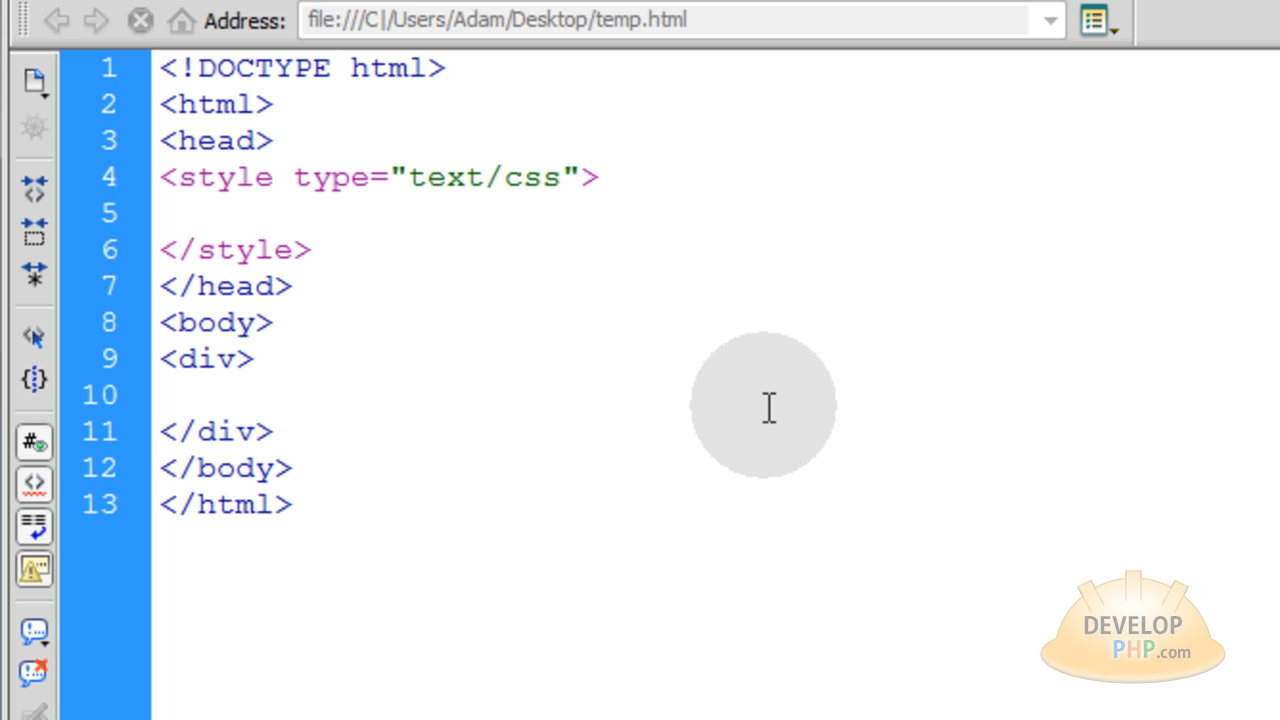 Address: file:///C|/Users/Adam/Desktop/temp.html
1 <!DOCTYPE html>
2 <html>
3 <head>
4 <style type="text/css">
5
6 </style>
7 </head>
8 <body>
9 <div>
10
11 </div>
12 </body>
13 </html>
DEVELOP
PHP.com